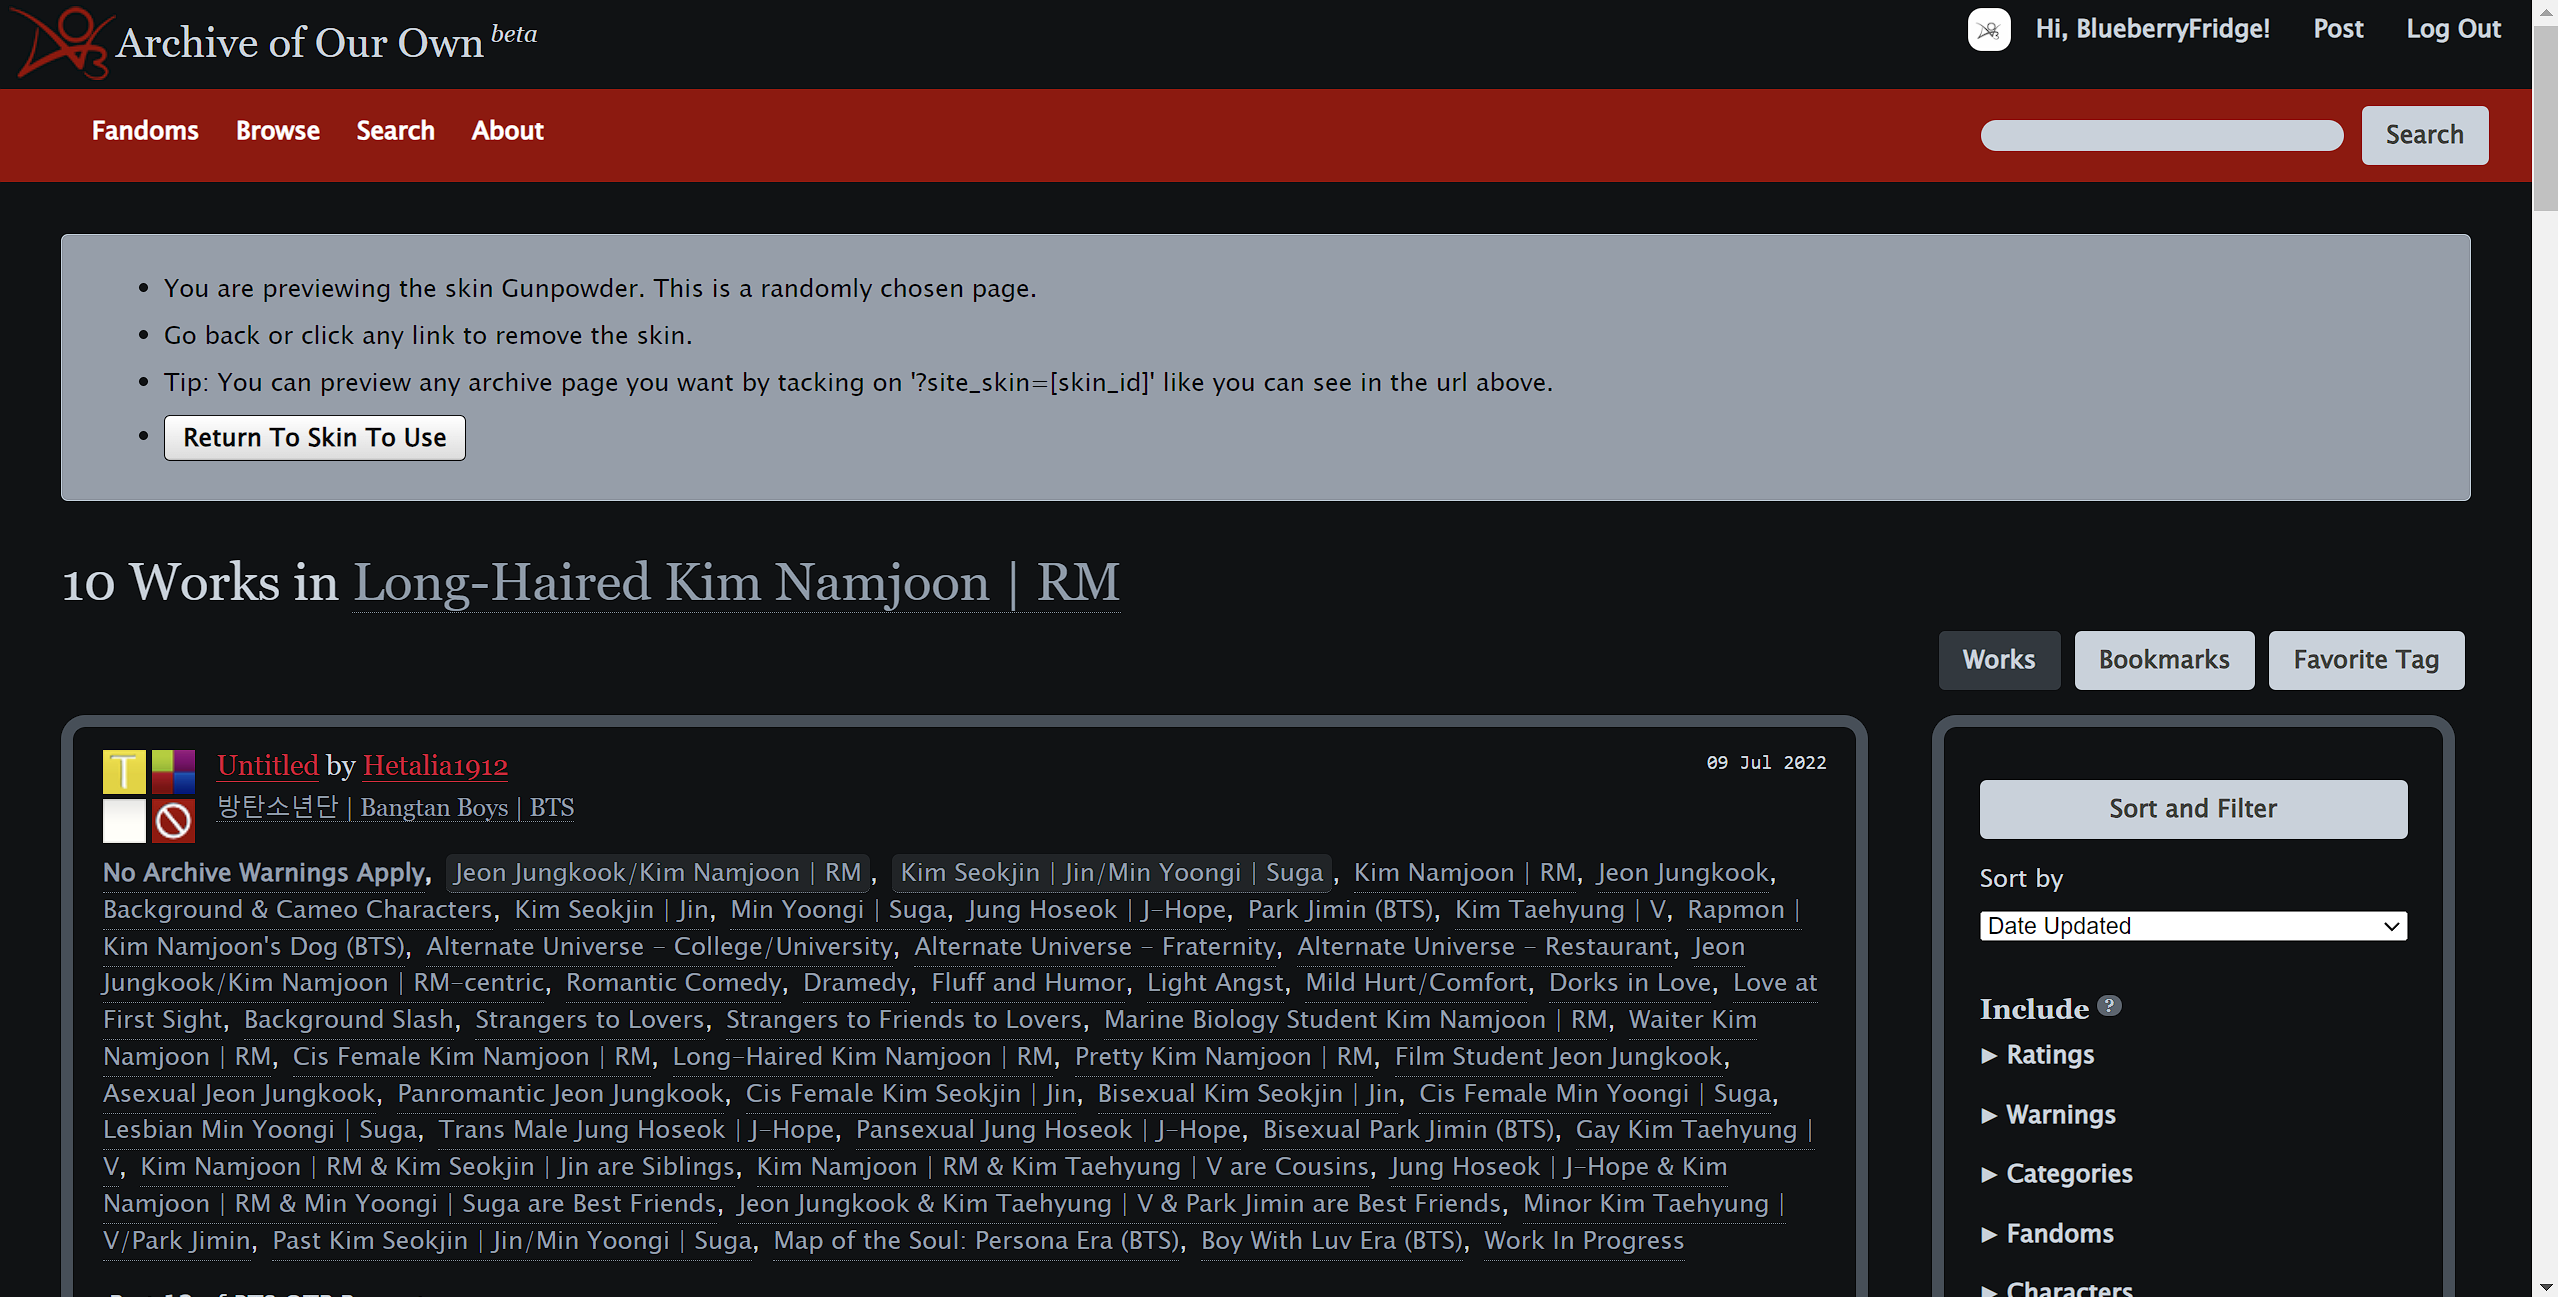 Archive of Our Own beta
Hi, BlueberryFridge! Post Log Out
Fandoms Browse Search About
Search
You are previewing the skin Gunpowder. This is a randomly chosen page.
Go back or click any link to remove the skin.
Tip: You can preview any archive page you want by tacking on '?site_skin=[skin_id]' like you can see in the url above.
Return To Skin To Use
10 Works in Long-Haired Kim Namjoon | RM
Works Bookmarks Favorite Tag
T
Untitled by Hetalia1912
09 Jul 2022
방탄소년단 | Bangtan Boys | BTS
No Archive Warnings Apply, Jeon Jungkook/Kim Namjoon | RM, Kim Seokjin | Jin/Min Yoongi | Suga, Kim Namjoon | RM, Jeon Jungkook,
Background & Cameo Characters, Kim Seokjin | Jin, Min Yoongi | Suga, Jung Hoseok | J-Hope, Park Jimin (BTS), Kim Taehyung | V, Rapmon |
Kim Namjoon's Dog (BTS), Alternate Universe - College/University, Alternate Universe - Fraternity, Alternate Universe - Restaurant, Jeon
Jungkook/Kim Namjoon | RM-centric, Romantic Comedy, Dramedy, Fluff and Humor, Light Angst, Mild Hurt/Comfort, Dorks in Love, Love at
First Sight, Background Slash, Strangers to Lovers, Strangers to Friends to Lovers, Marine Biology Student Kim Namjoon | RM, Waiter Kim
Namjoon | RM, Cis Female Kim Namjoon | RM, Long-Haired Kim Namjoon | RM, Pretty Kim Namjoon | RM, Film Student Jeon Jungkook,
Asexual Jeon Jungkook, Panromantic Jeon Jungkook, Cis Female Kim Seokjin | Jin, Bisexual Kim Seokjin | Jin, Cis Female Min Yoongi | Suga,
Lesbian Min Yoongi | Suga, Trans Male Jung Hoseok | J-Hope, Pansexual Jung Hoseok | J-Hope, Bisexual Park Jimin (BTS), Gay Kim Taehyung |
V, Kim Namjoon | RM & Kim Seokjin | Jin are Siblings, Kim Namjoon | RM & Kim Taehyung | V are Cousins, Jung Hoseok | J-Hope & Kim
Namjoon | RM & Min Yoongi | Suga are Best Friends, Jeon Jungkook & Kim Taehyung | V & Park Jimin are Best Friends, Minor Kim Taehyung |
V/Park Jimin, Past Kim Seokjin | Jin/Min Yoongi | Suga, Map of the Soul: Persona Era (BTS), Boy With Luv Era (BTS), Work In Progress
Sort and Filter
Sort by
Date Updated
Include ?
Ratings
Warnings
Categories
Fandoms
Characters